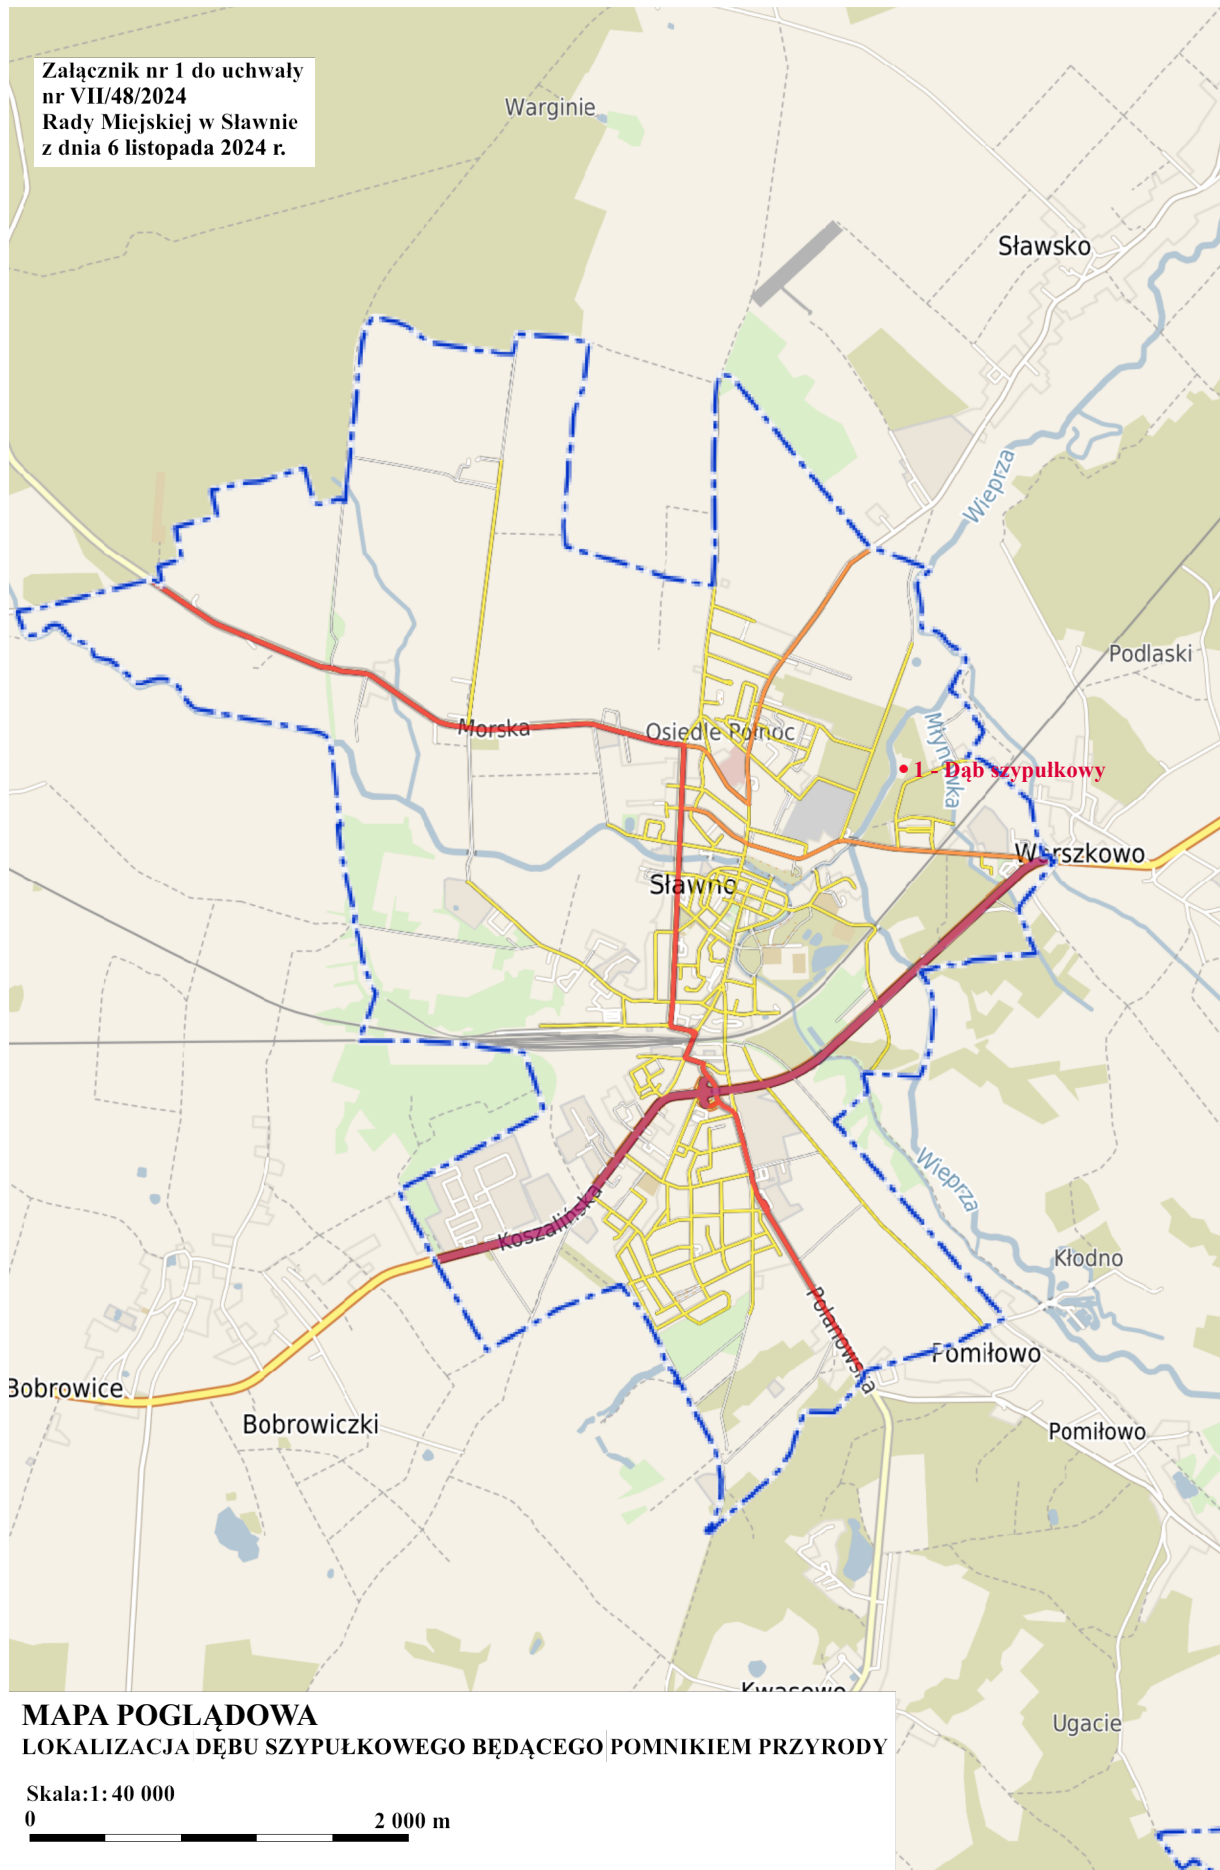 Załącznik nr 1 do uchwały
nr VII/48/2024
Rady Miejskiej w Sławnie
z dnia 6 listopada 2024 r.
Warginie
Sławsko
Wieprza
Podlaski
Morska
Osiedle Północ
Młynówka
1 - Dąb szypułkowy
Warszkowo
Sławno
Wieprza
Koszalińska
Kłodno
Polanowska
Pomiłowo
Bobrowice
Bobrowiczki
Pomiłowo
Kwasowo
Ugacie
MAPA POGLĄDOWA
LOKALIZACJA DĘBU SZYPUŁKOWEGO BĘDĄCEGO POMNIKIEM PRZYRODY
Skala:1: 40 000
0 2 000 m